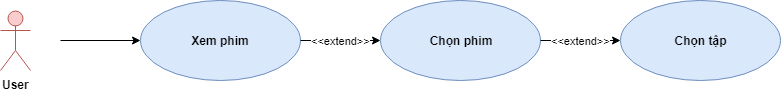 Xem phim
<<extend>>
Chọn phim
<<extend>>
Chọn tập
User